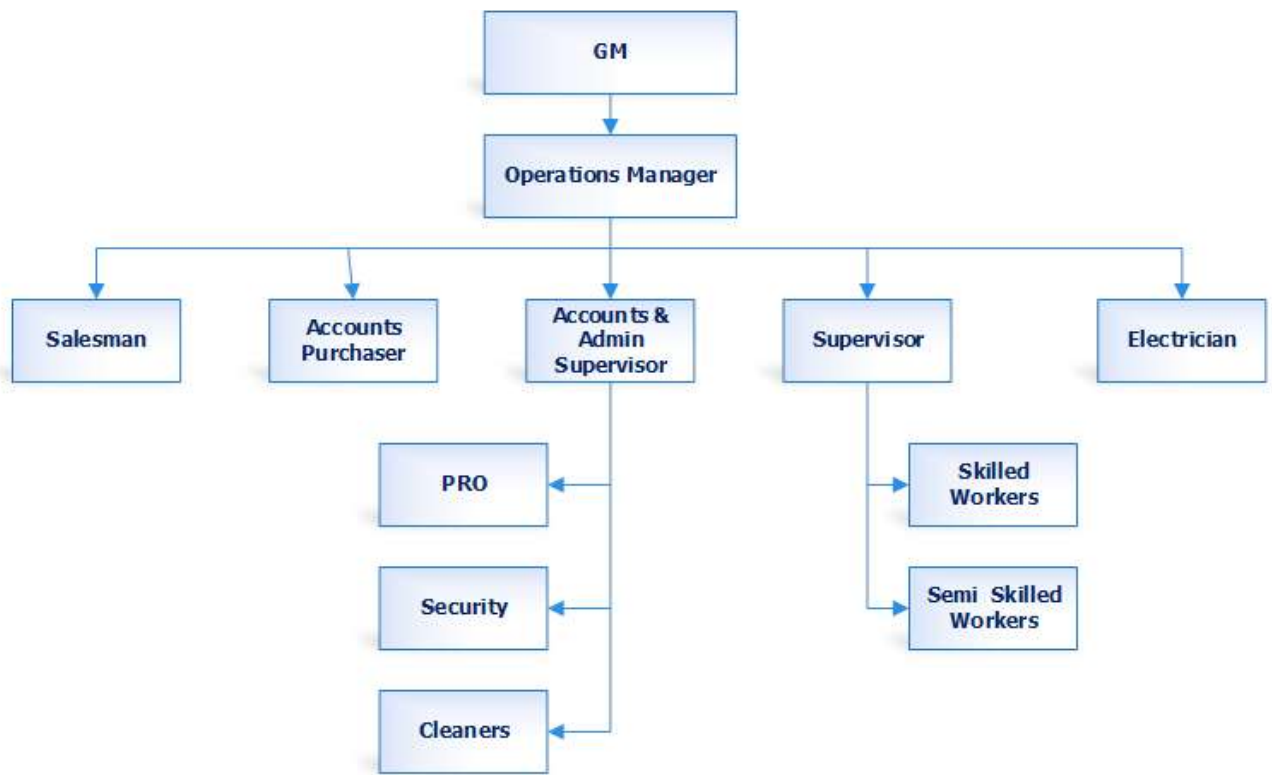 GM
Operations Manager
Salesman
Accounts
Purchaser
Accounts &
Admin
Supervisor
Supervisor
Electrician
PRO
Skilled
Workers
Security
Semi Skilled
Workers
Cleaners